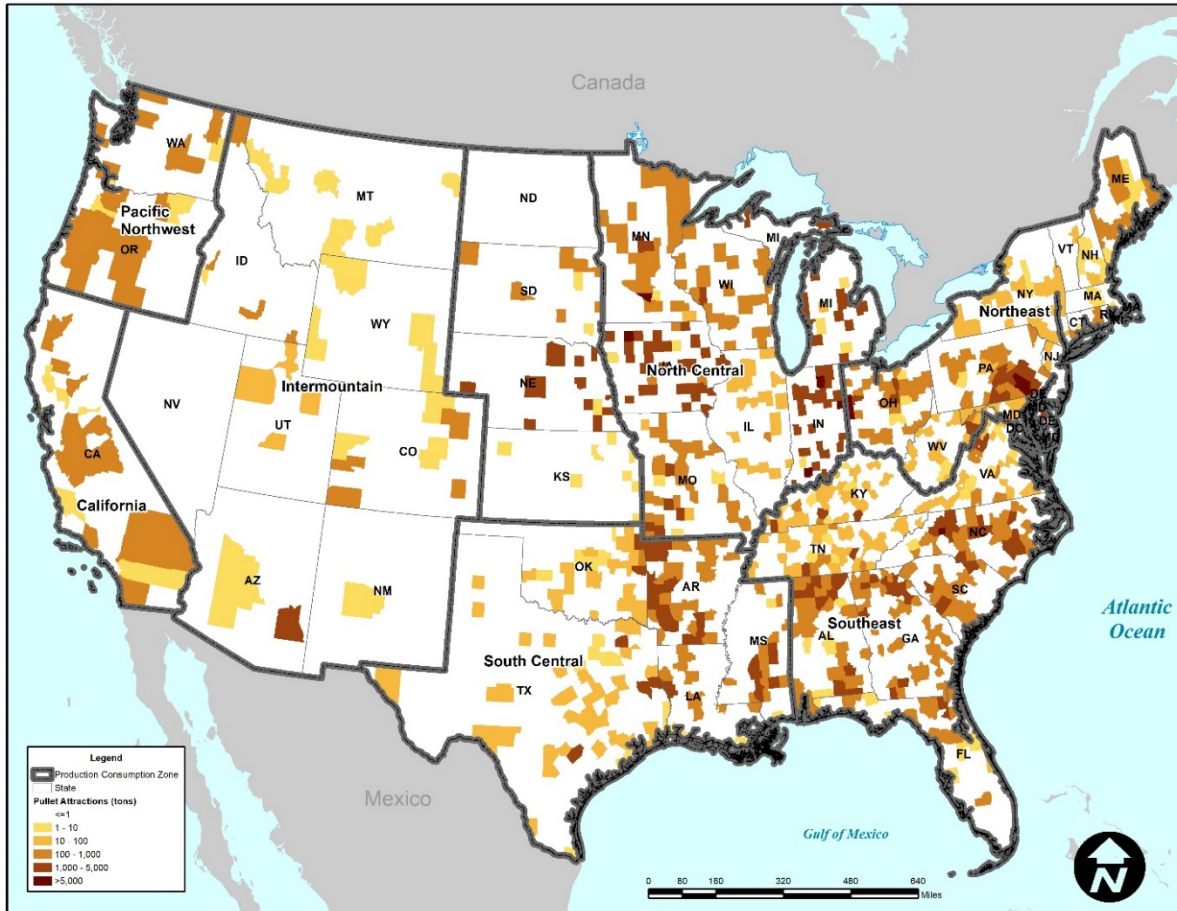 Canada
WA
MT
ND
ME
Pacific
Northwest
MN
MI
VT
NH
OR
ID
SD
WI
MI
NY
MA
Northeast
CT
RI
WY
NE
North Central
PA
NJ
NV
Intermountain
OH
UT
CO
IL
IN
MD
DC
DE
WV
VA
CA
KS
MO
KY
California
NC
TN
AZ
NM
OK
AR
SC
Southeast
Atlantic
Ocean
MS
AL
GA
South Central
TX
LA
FL
Mexico
Gulf of Mexico
Legend
Production Consumption Zone
State
Pullet Attractions (tons)
<=1
1 - 10
10 - 100
100 - 1,000
1,000 - 5,000
>5,000
0 80 160 320 480 640
Miles
N